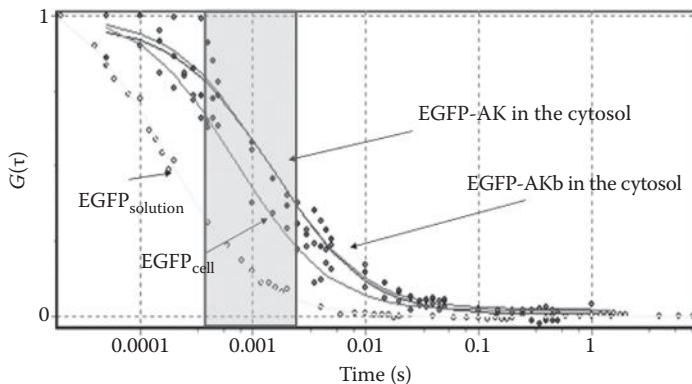 1
G(τ)
0
EGFP-AK in the cytosol
EGFP-AKb in the cytosol
EGFPsolution
EGFPcell
0.0001 0.001 0.01 0.1 1
Time (s)